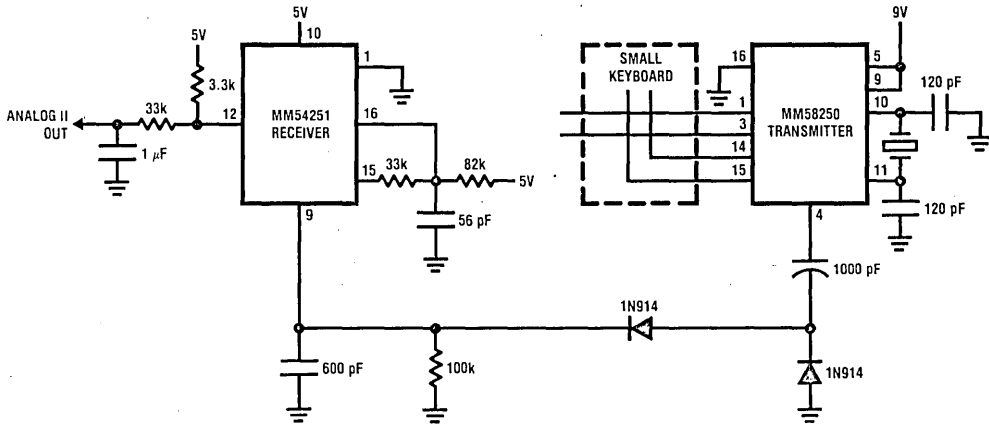 5V
10
5V
1
3.3k
33k
12
ANALOG II
OUT
1 μF
MM54251
RECEIVER
16
15
33k
82k
5V
56 pF
9
600 pF
100k
1N914
1N914
1000 pF
4
SMALL
KEYBOARD
16
1
3
14
15
MM58250
TRANSMITTER
9V
5
9
10
120 pF
11
120 pF